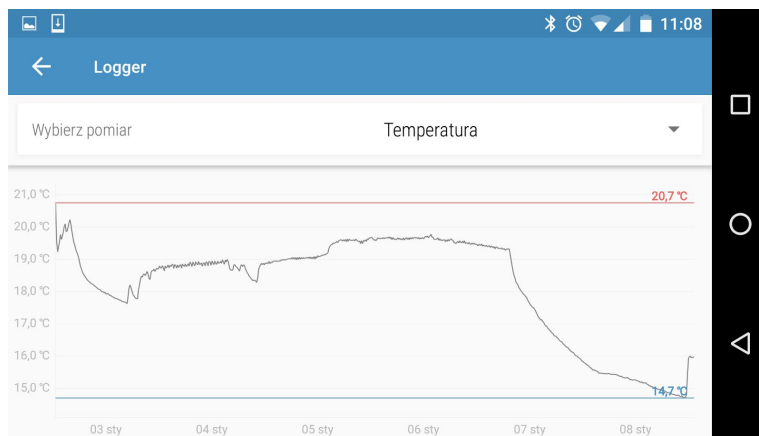 11:08
Logger
Wybierz pomiar Temperatura
21,0 °C
20,7 °C
20,0 °C
19,0 °C
18,0 °C
17,0 °C
16,0 °C
15,0 °C
14,7 °C
03 sty 04 sty 05 sty 06 sty 07 sty 08 sty